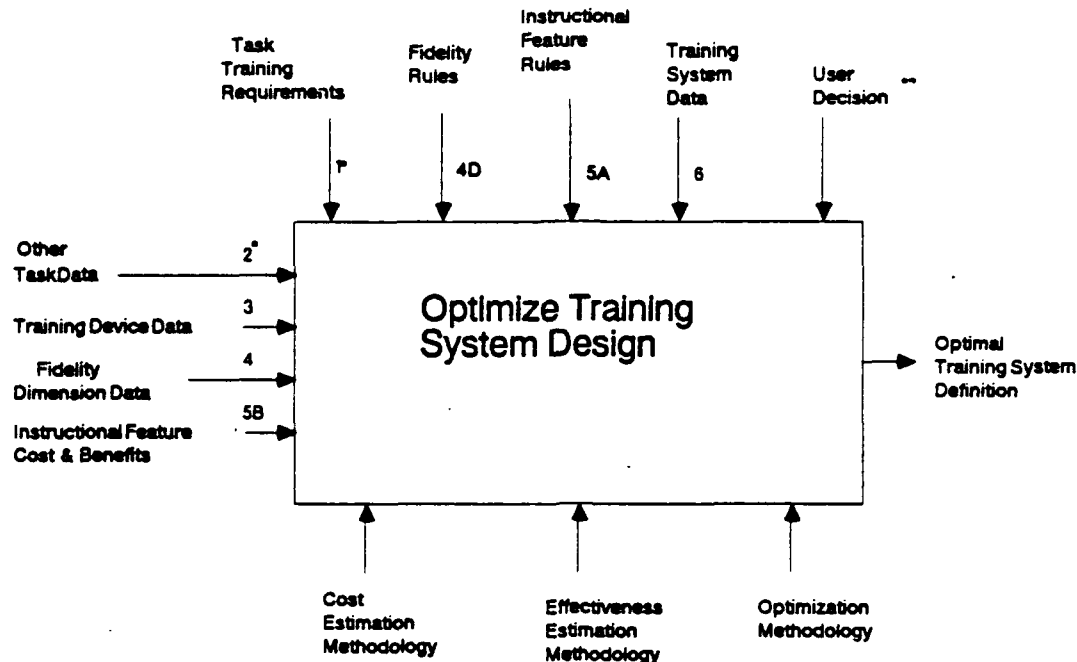 Task
Training
Requirements
Fidelity
Rules
Instructional
Feature
Rules
Training
System
Data
User
Decision **
1*
4D
5A
6
Other
TaskData
2*
Training Device Data
3
Fidelity
Dimension Data
4
Instructional Feature
Cost & Benefits
5B
Optimize Training
System Design
Optimal
Training System
Definition
Cost
Estimation
Methodology
Effectiveness
Estimation
Methodology
Optimization
Methodology